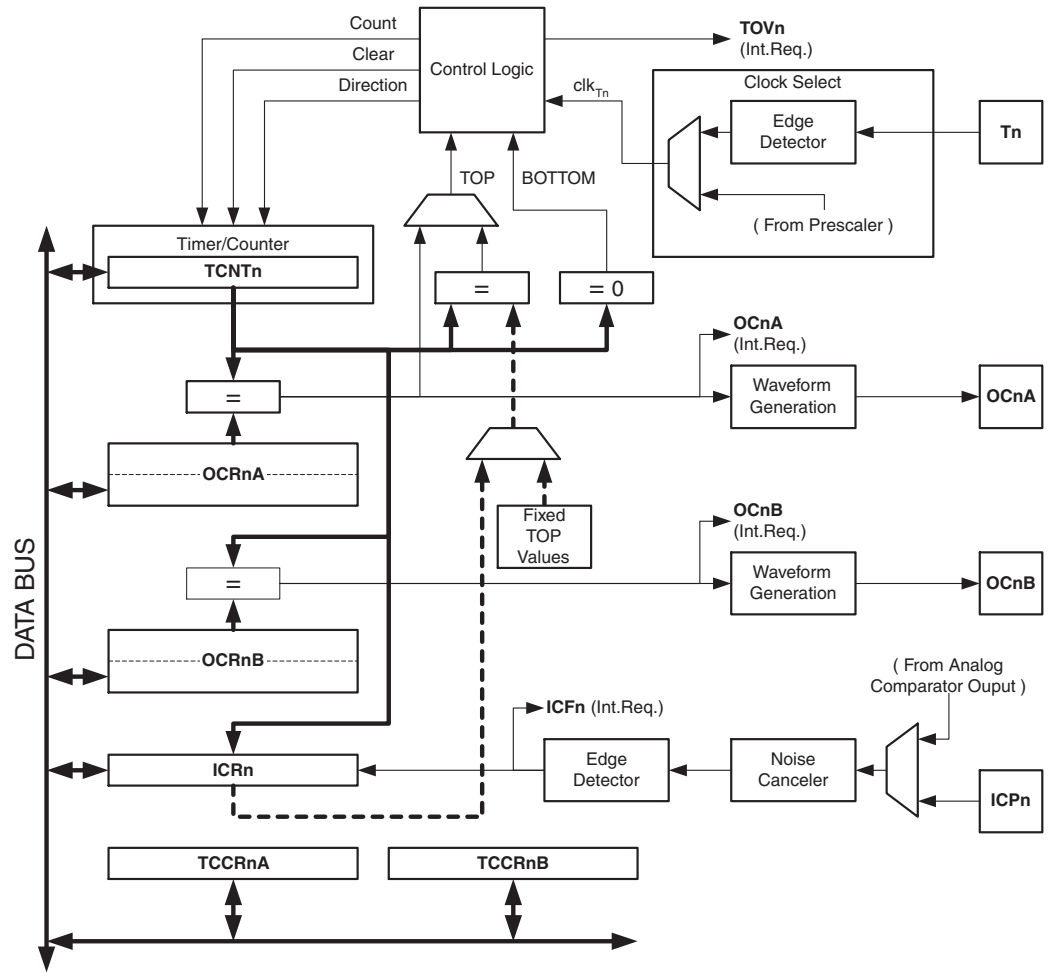 Count
Clear
Direction
Control Logic
TOVn
(Int.Req.)
clkTn
Clock Select
Edge
Detector
Tn
( From Prescaler )
TOP
BOTTOM
Timer/Counter
TCNTn
=
= 0
OCnA
(Int.Req.)
=
Waveform
Generation
OCnA
OCRnA
Fixed
TOP
Values
OCnB
(Int.Req.)
=
Waveform
Generation
OCnB
OCRnB
DATA BUS
( From Analog
Comparator Ouput )
ICFn (Int.Req.)
ICRn
Edge
Detector
Noise
Canceler
ICPn
TCCRnA
TCCRnB